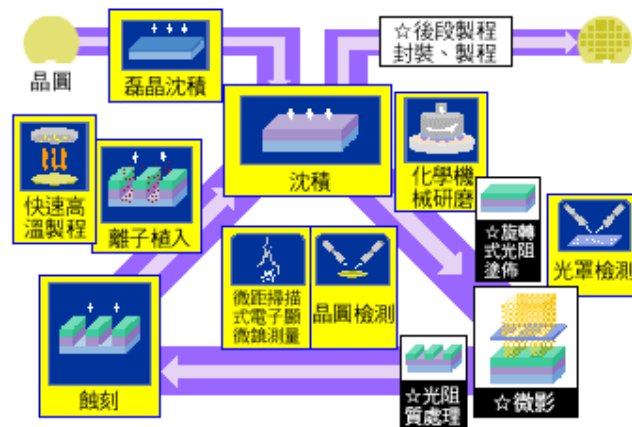 ☆後段製程
封裝、製程
晶圓
磊晶沈積
沈積
化學機
械研磨
快速高
溫製程
離子植入
☆旋轉
式光阻
塗佈
光罩檢測
微距掃描
式電子顯
微鏡測量
晶圓檢測
蝕刻
☆光阻
質處理
☆微影